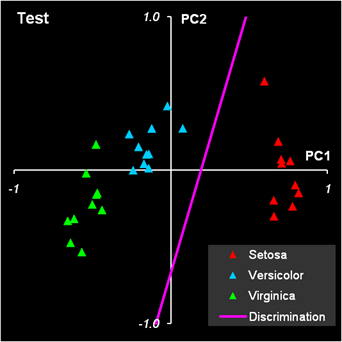 Test
1.0
PC2
PC1
-1
1
-1.0
Setosa
Versicolor
Virginica
Discrimination